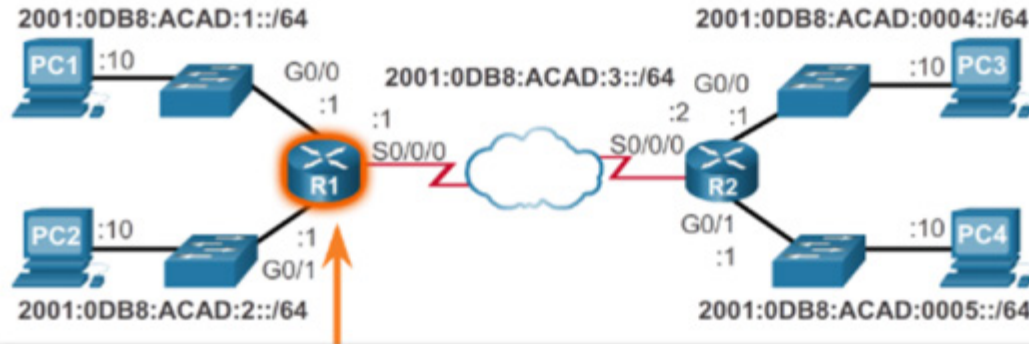 2001:0DB8:ACAD:1::/64
2001:0DB8:ACAD:0004::/64
PC1
:10
G0/0
:1
2001:0DB8:ACAD:3::/64
G0/0
:10
PC3
:1
S0/0/0
:2
S0/0/0
:1
R1
R2
PC2
:10
:1
G0/1
G0/1
:1
:10
PC4
2001:0DB8:ACAD:2::/64
2001:0DB8:ACAD:0005::/64